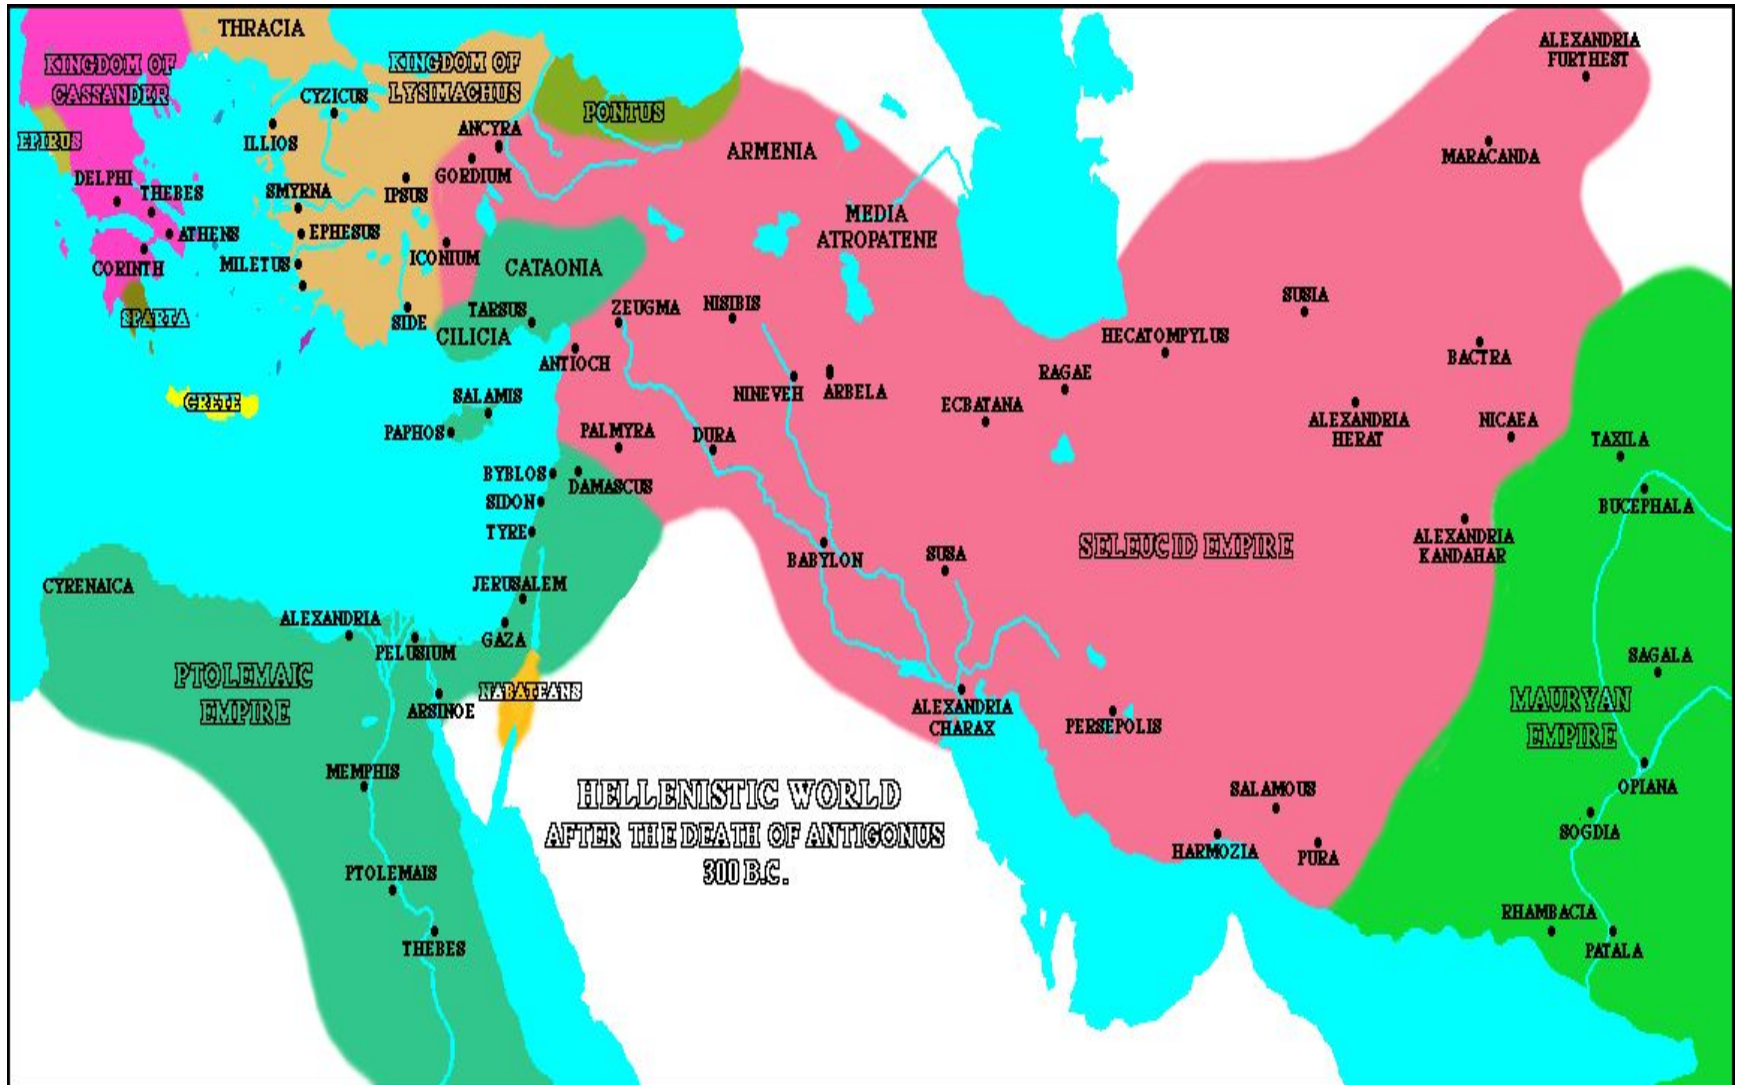 THRACIA
KINGDOM OF
CASSANDER
KINGDOM OF
LYSIMACHUS
ALEXANDRIA
FURTHEST
CYZICUS
PONTUS
EPIRUS
ILLIOS
ANCYRA
ARMENIA
MARACANDA
DELPHI
THEBES
GORDIUM
SMYRNA
IPSUS
MEDIA
ATROPATENE
ATHENS
EPHESUS
CORINTH
MILETUS
ICONIUM
CATAONIA
SPARTA
SIDE
TARSUS
CILICIA
ZEUGMA
NISIBIS
SUSIA
HECATOMPYLUS
BACTRA
ANTIOCH
RAGAE
NINEVEH
ARBELA
CRETE
SALAMIS
ECBATANA
ALEXANDRIA
HERAT
NICAEA
PAPHOS
PALMYRA
DURA
TAXILA
BYBLOS
DAMASCUS
SIDON
BUCEPHALA
TYRE
BABYLON
SUSA
SELEUCID EMPIRE
ALEXANDRIA
KANDAHAR
CYRENAICA
JERUSALEM
ALEXANDRIA
PELUSIUM
GAZA
SAGALA
PTOLEMAIC
EMPIRE
ARSINOE
NABATEANS
ALEXANDRIA
CHARAX
PERSEPOLIS
MAURYAN
EMPIRE
MEMPHIS
HELLENISTIC WORLD
AFTER THE DEATH OF ANTIGONUS
300 B.C.
SALAMOUS
OPIANA
HARMOZIA
PURA
SOGDIA
PTOLEMAIS
THEBES
RHAMBACIA
PATALA